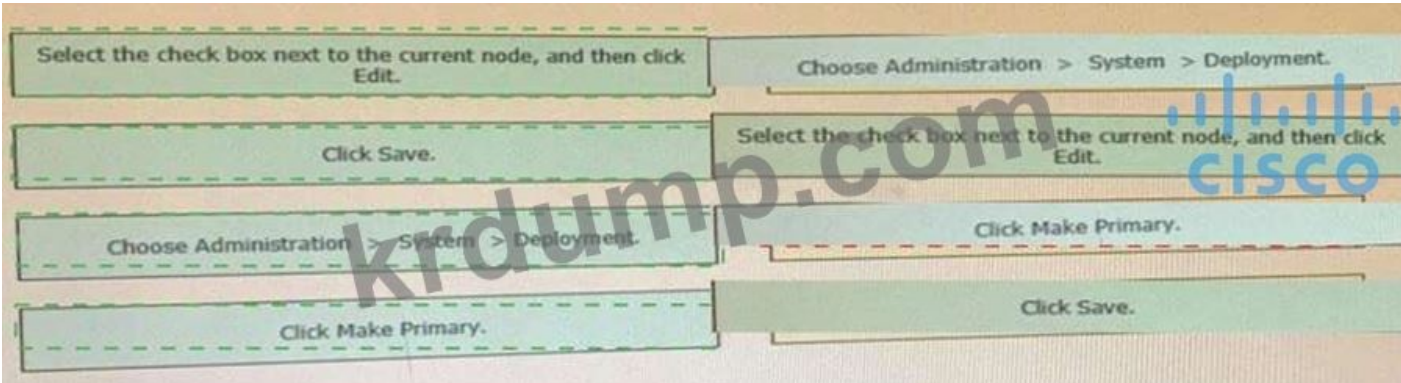 Select the check box next to the current node, and then click
Edit.
Choose Administration > System > Deployment.
Click Save.
Select the check box next to the current node, and then click
Edit.
CISCO
Choose Administration > System > Deployment.
Click Make Primary.
Click Make Primary.
Click Save.
krdump.com